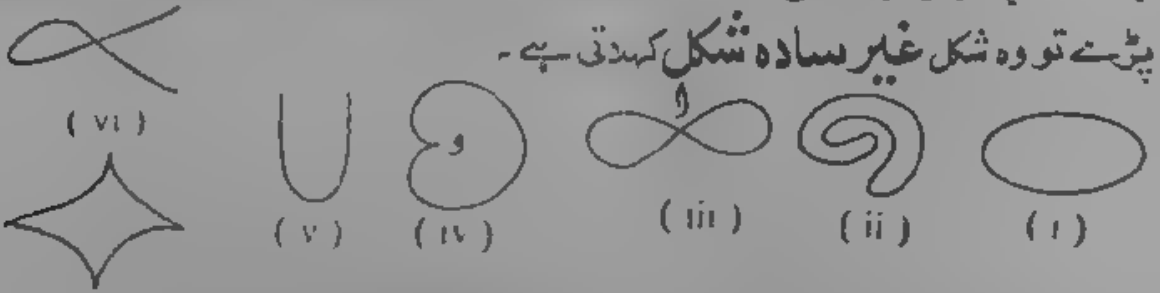 پڑے تو وہ شکل غیر سادہ شکل کہلاتی ہے۔
( vi )
( v ) ( iv ) و ( iii ) ( ii ) ( i )